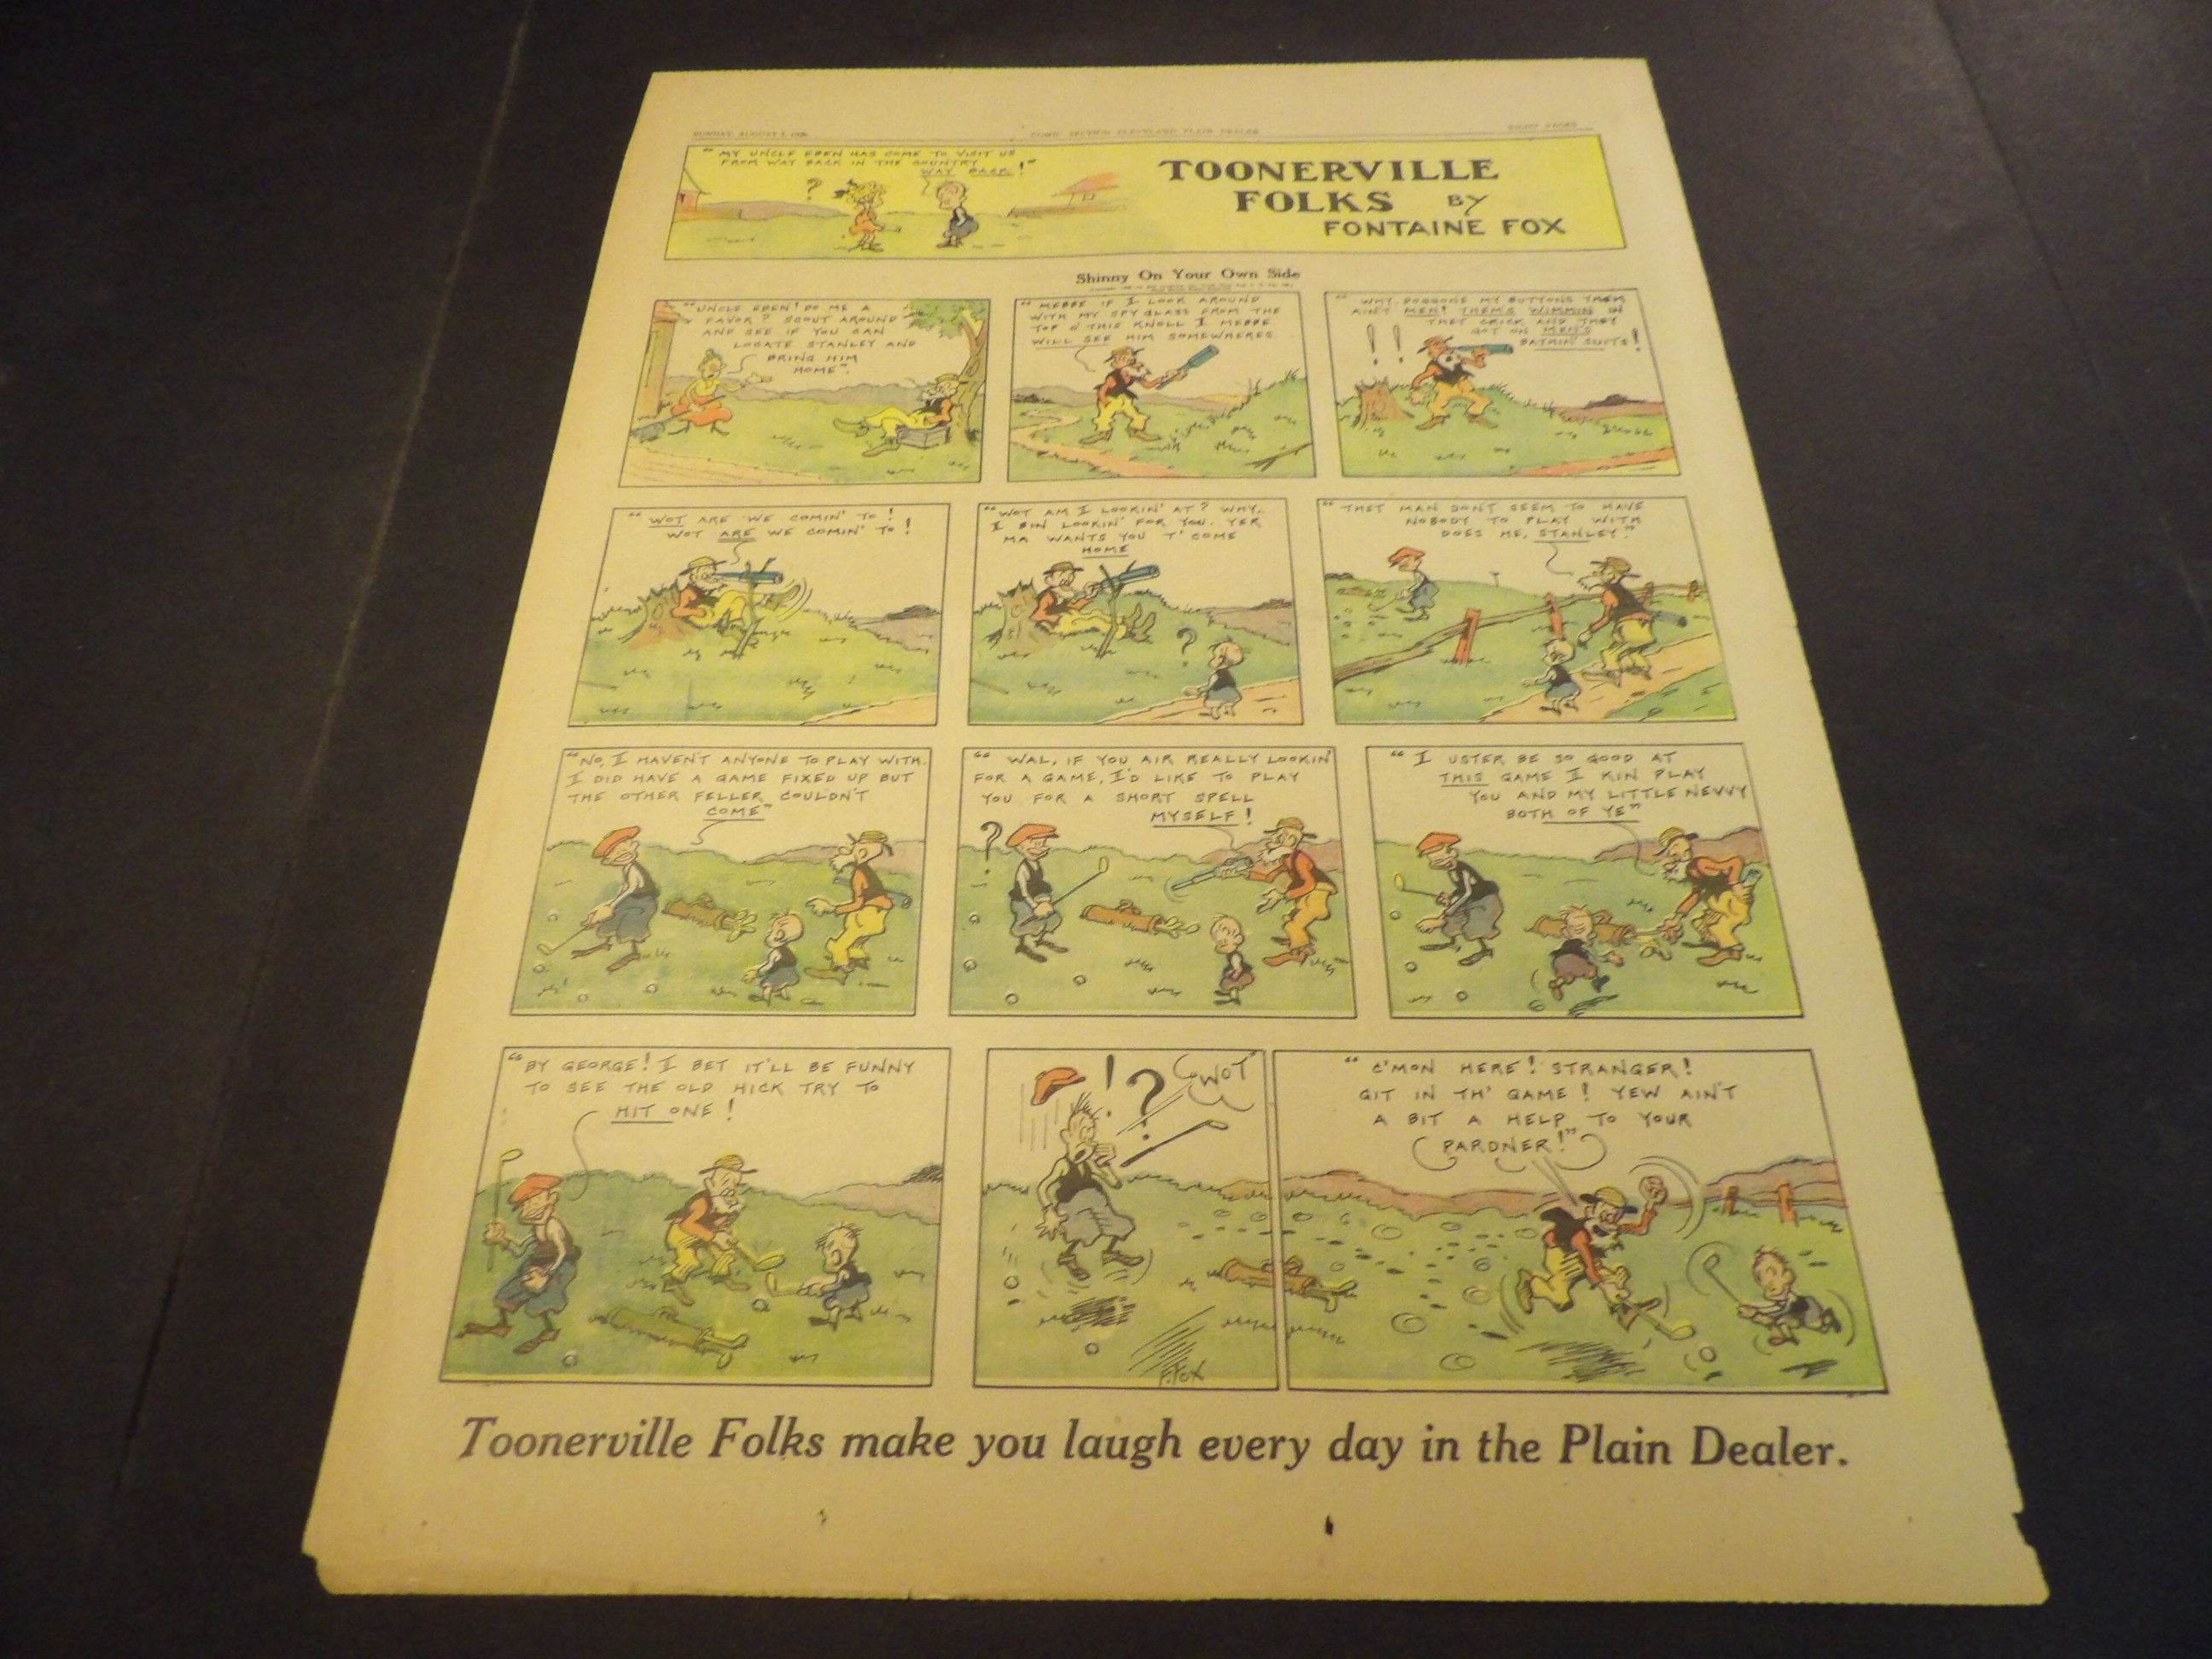 SUNDAY, AUGUST
COMIC SECTION CLEVELAND PLAIN DEALER
EIGHT PAGES
"MY UNCLE EBEN HAS COME TO VISIT US
FROM WAY BACK IN THE COUNTRY
WAY BACK!"
?
TOONERVILLE
FOLKS BY
FONTAINE FOX
Shinny On Your Own Side
"UNCLE EBEN! DO ME A
FAVOR? SCOUT AROUND
AND SEE IF YOU CAN
LOCATE STANLEY AND
BRING HIM
HOME".
"MEBBE IF I LOOK AROUND
WITH MY SPY GLASS FROM THE
TOP O' THIS KNOLL I MEBBE
WILL SEE HIM SOMEWHERES
"WHY, DOGGONE MY BUTTONS THEM
AIN'T MEN! THEM'S WIMMIN IN
THET CRICK AND THEY
GOT ON MEN'S
BATHIN' SUITS!
!!
"WOT ARE WE COMIN' TO!
WOT ARE WE COMIN' TO!
"WOT AM I LOOKIN' AT? WHY,
I BIN LOOKIN' FOR YOU. YER
MA WANTS YOU T' COME
HOME
?
"THET MAN DON'T SEEM TO HAVE
NOBODY TO PLAY WITH
DOES HE, STANLEY?"
"NO, I HAVEN'T ANYONE TO PLAY WITH.
I DID HAVE A GAME FIXED UP BUT
THE OTHER FELLER COULDN'T
COME"
"WAL, IF YOU AIR REALLY LOOKIN'
FOR A GAME, I'D LIKE TO PLAY
YOU FOR A SHORT SPELL
MYSELF!
?
"I USTER BE SO GOOD AT
THIS GAME I KIN PLAY
YOU AND MY LITTLE NEVVY
BOTH OF YE"
"BY GEORGE! I BET IT'LL BE FUNNY
TO SEE THE OLD HICK TRY TO
HIT ONE!
!?
WOT
F. FOX
"C'MON HERE! STRANGER!
GIT IN TH' GAME! YEW AIN'T
A BIT A HELP TO YOUR
PARDNER!"
Toonerville Folks make you laugh every day in the Plain Dealer.